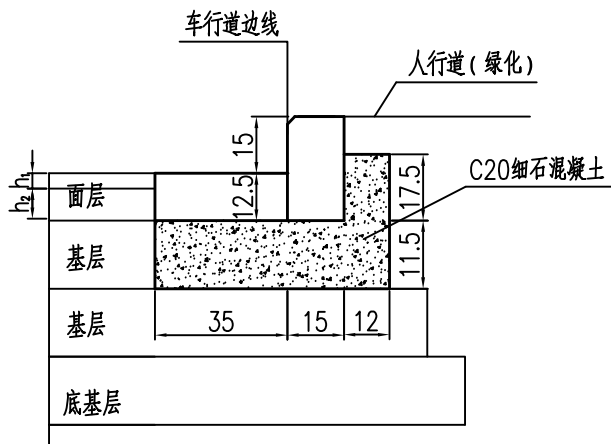 车行道边线
人行道(绿化)
15
h₁
h₂
面层
12.5
17.5
C20细石混凝土
基层
11.5
基层
35
15
12
底基层